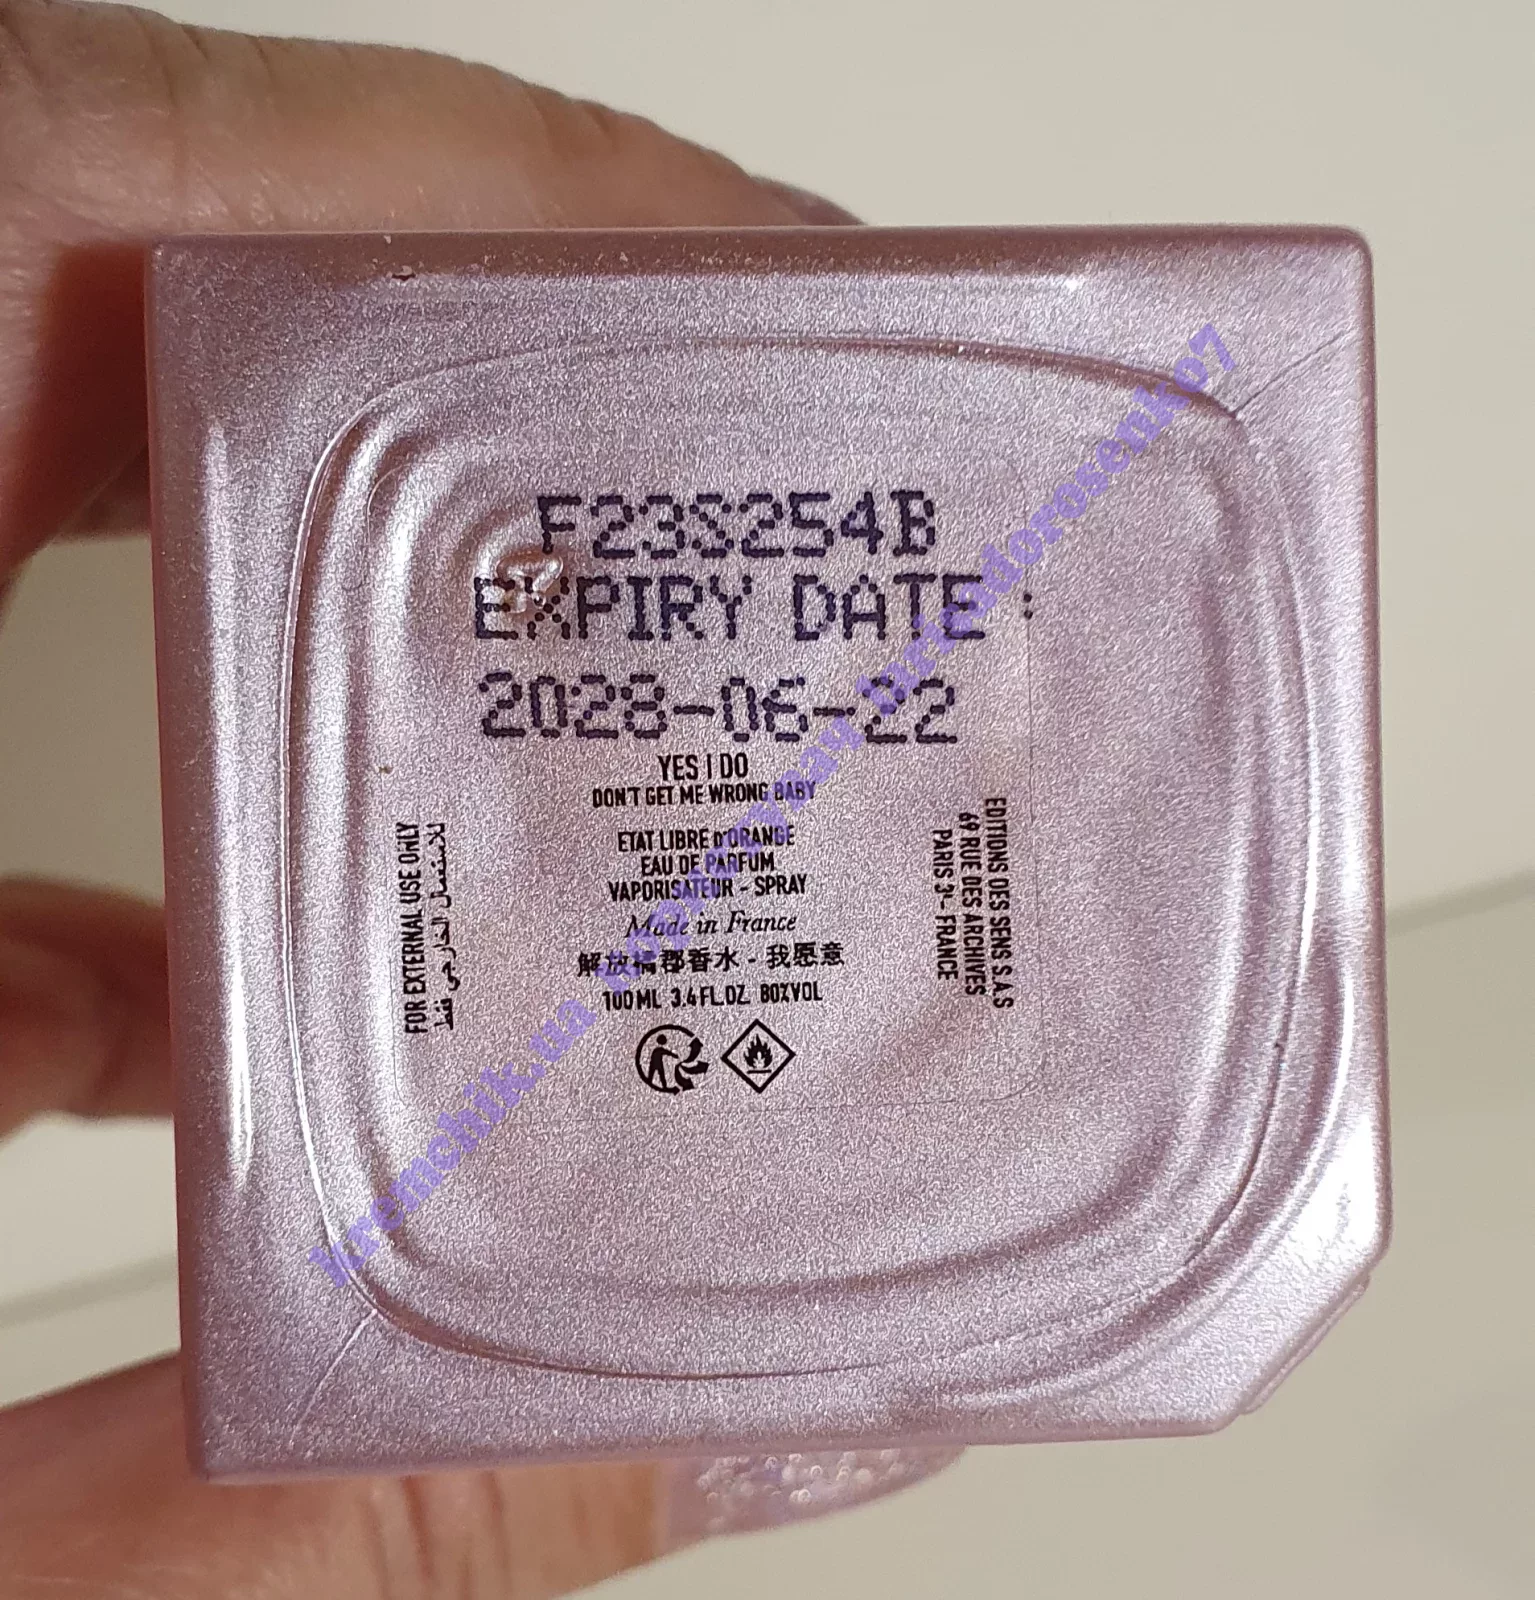 F23S254B
EXPIRY DATE :
2028-06-22
YES I DO
DON'T GET ME WRONG BABY
ETAT LIBRE D'ORANGE
EAU DE PARFUM
VAPORISATEUR - SPRAY
Made in France
解放橘郡香水 - 我愿意
100 ML 3.4 FL.OZ. 80%VOL
FOR EXTERNAL USE ONLY
للاستعمال الخارجي فقط
EDITIONS DES SENS S.A.S
69 RUE DES ARCHIVES
PARIS 3E - FRANCE
kremchik.ua